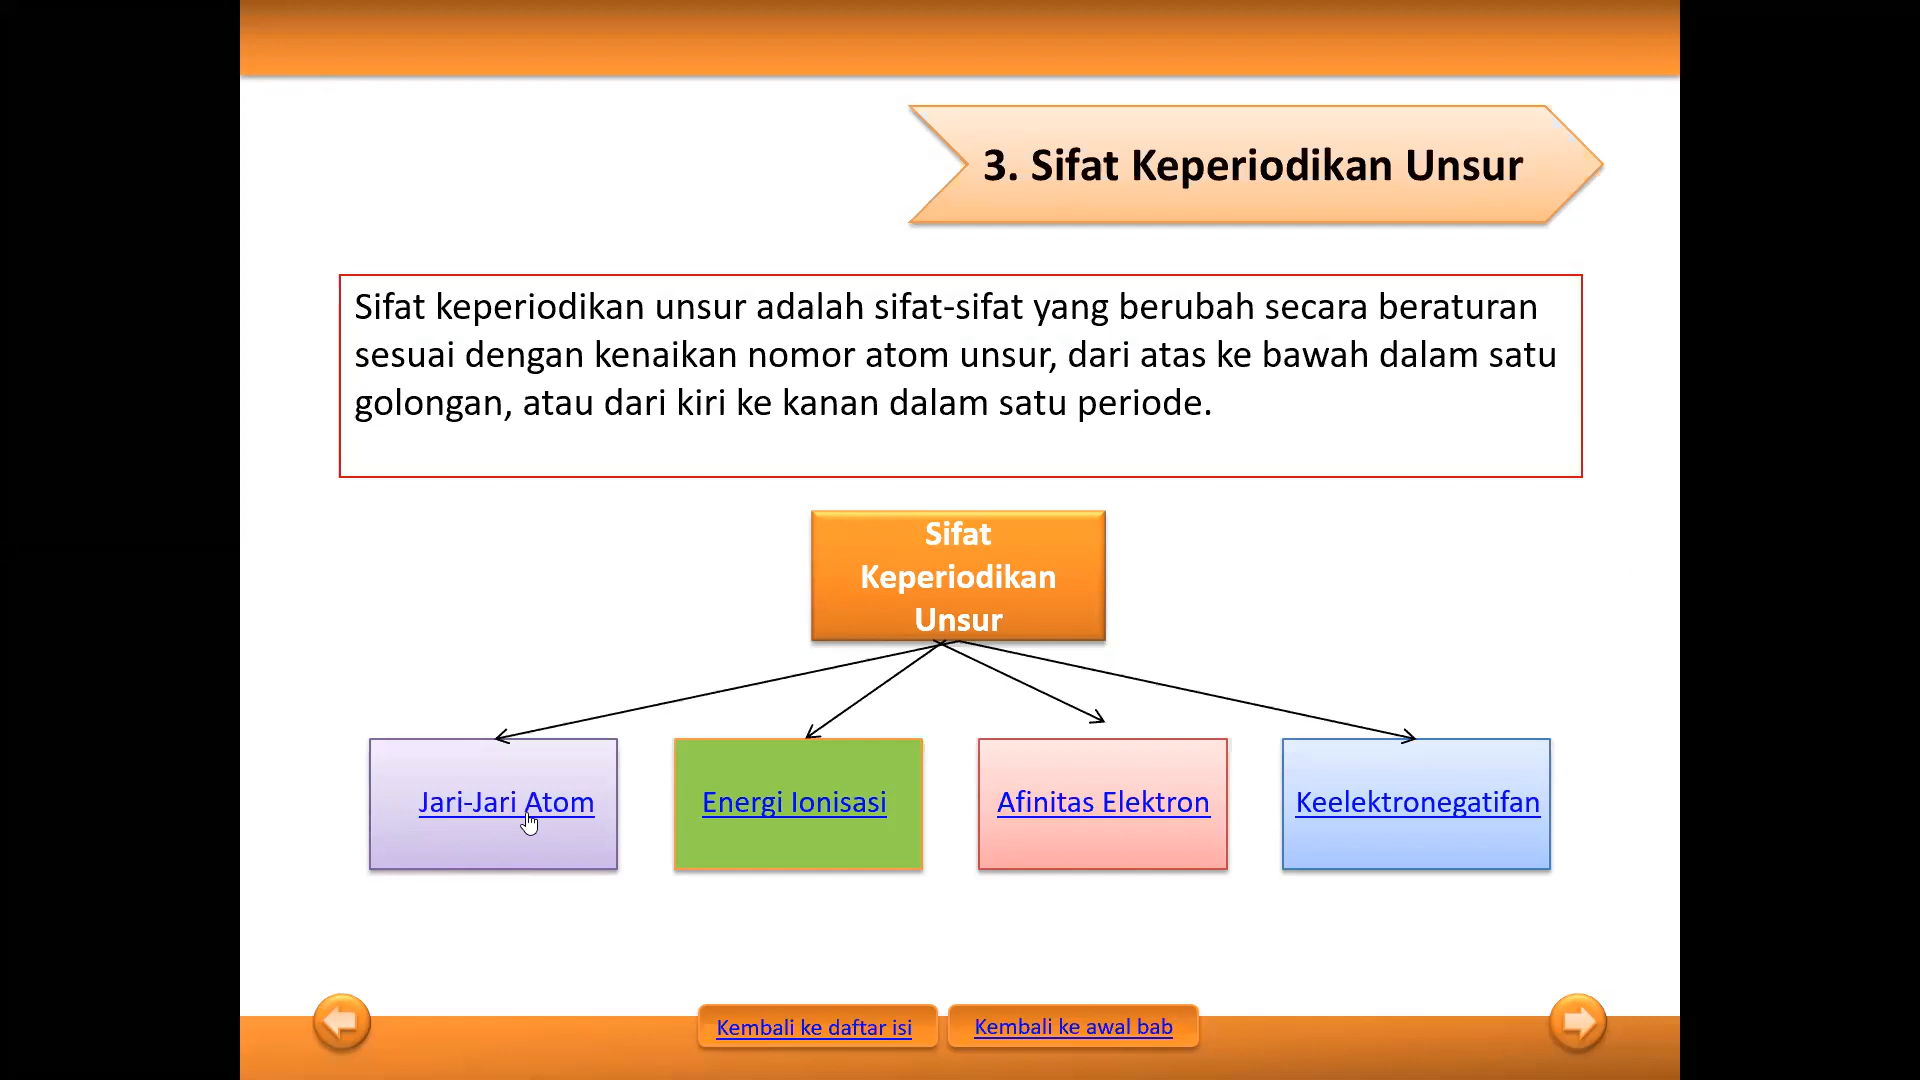 3. Sifat Keperiodikan Unsur
Sifat keperiodikan unsur adalah sifat-sifat yang berubah secara beraturan
sesuai dengan kenaikan nomor atom unsur, dari atas ke bawah dalam satu
golongan, atau dari kiri ke kanan dalam satu periode.
Sifat
Keperiodikan
Unsur
Jari-Jari Atom
Energi Ionisasi
Afinitas Elektron
Keelektronegatifan
Kembali ke daftar isi
Kembali ke awal bab